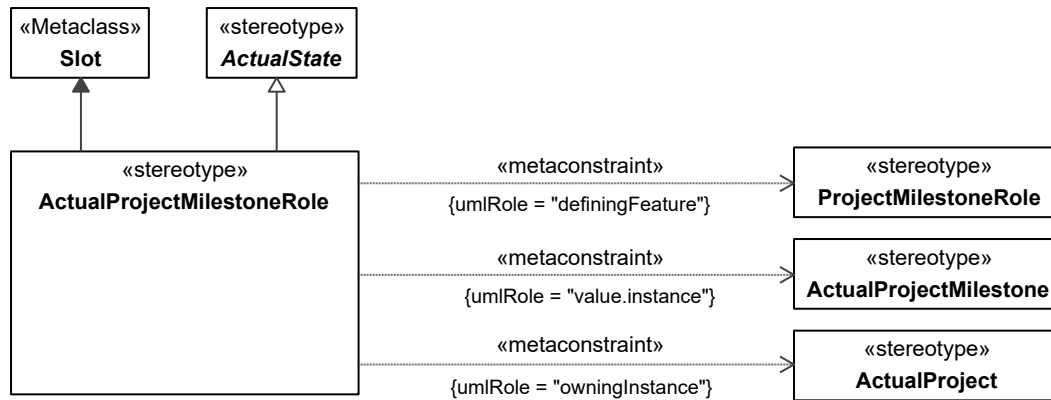 «Metaclass»
Slot
«stereotype»
ActualState
«stereotype»
ActualProjectMilestoneRole
«metaconstraint»
{umlRole = "definingFeature"}
«stereotype»
ProjectMilestoneRole
«metaconstraint»
{umlRole = "value.instance"}
«stereotype»
ActualProjectMilestone
«metaconstraint»
{umlRole = "owningInstance"}
«stereotype»
ActualProject